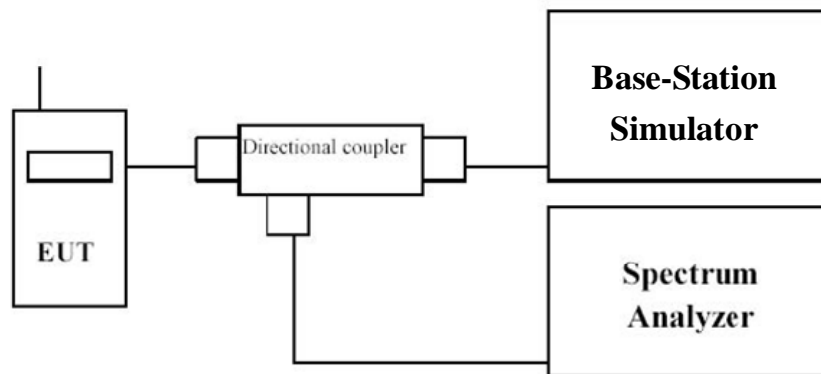 Base-Station
Simulator
Directional coupler
EUT
Spectrum
Analyzer